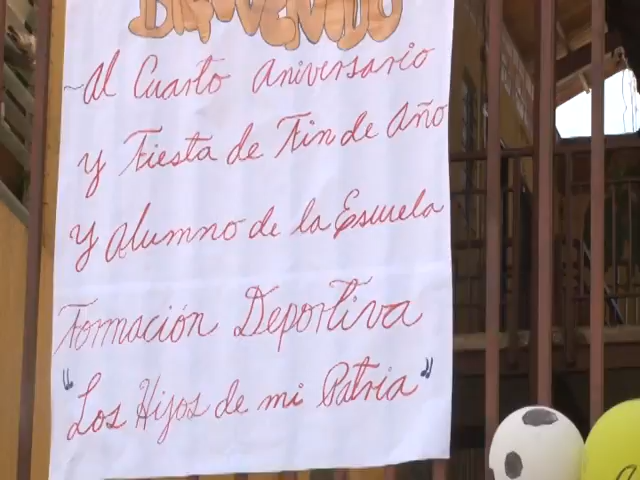 BIENVENIDO
~Al Cuarto Aniversario
y Fiesta de Fin de Año
y Alumno de la Escuela
Formación Deportiva
"Los Hijos de mi Patria"